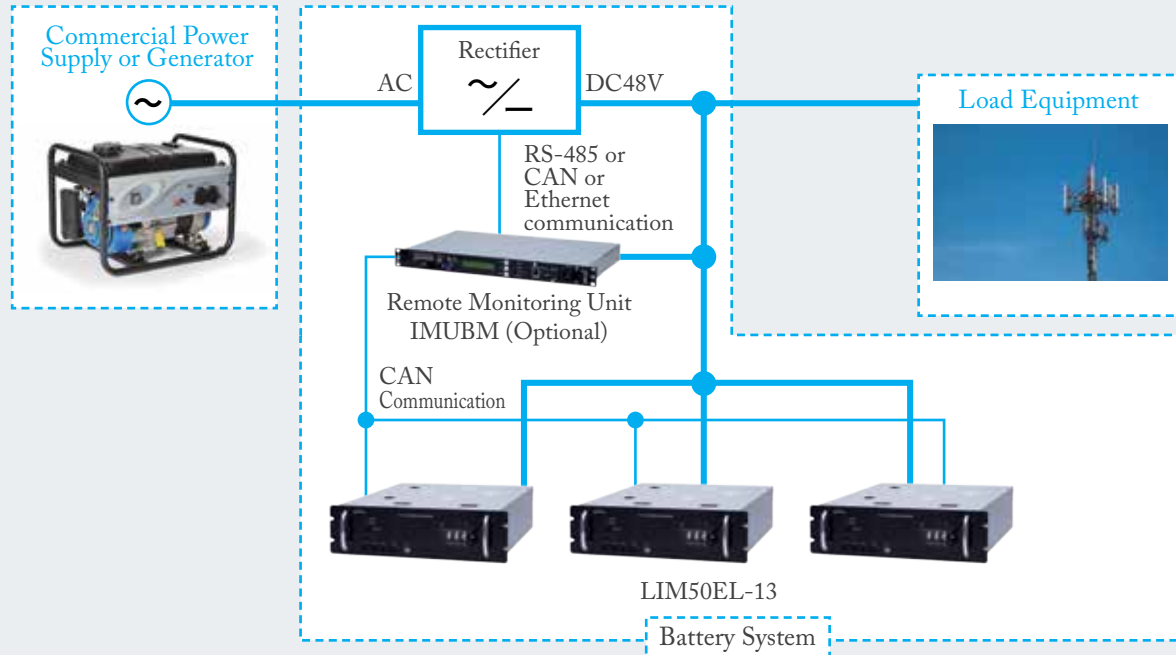 Commercial Power
Supply or Generator
Rectifier
AC
DC48V
Load Equipment
RS-485 or
CAN or
Ethernet
communication
Remote Monitoring Unit
IMUBM (Optional)
CAN
Communication
LIM50EL-13
Battery System